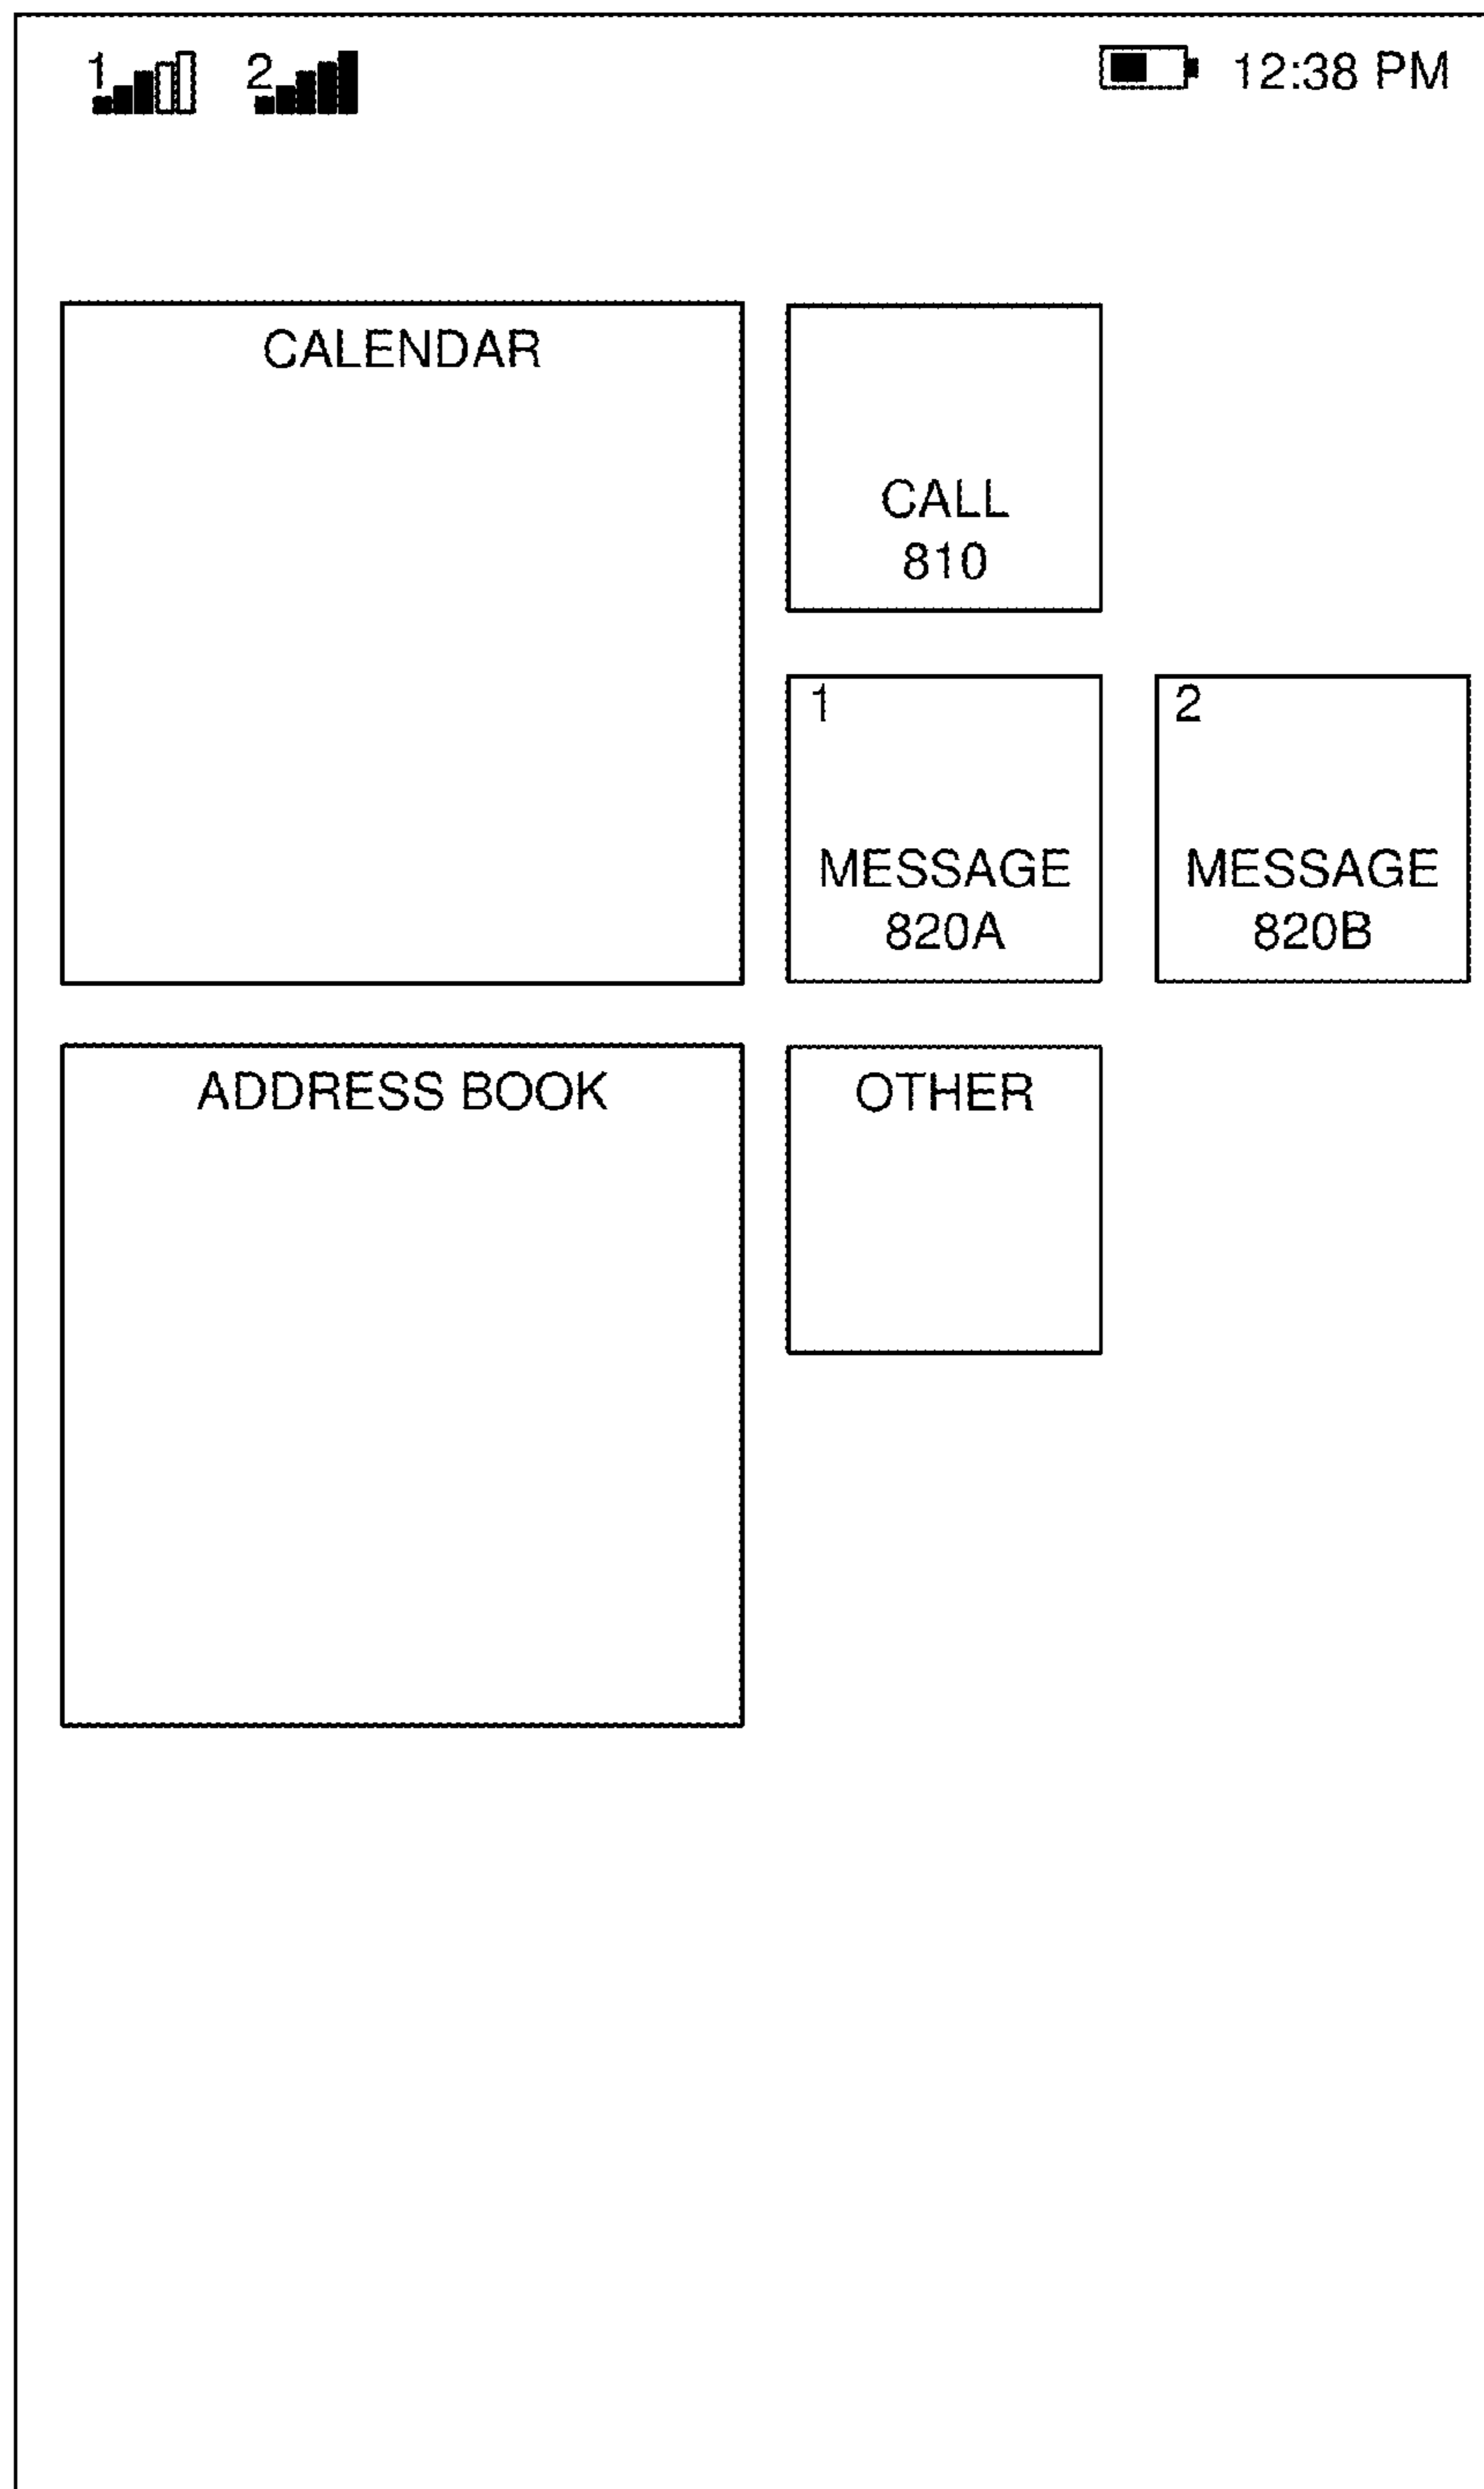 1 2 12:38 PM
CALENDAR
CALL
810
1
MESSAGE
820A
2
MESSAGE
820B
ADDRESS BOOK
OTHER